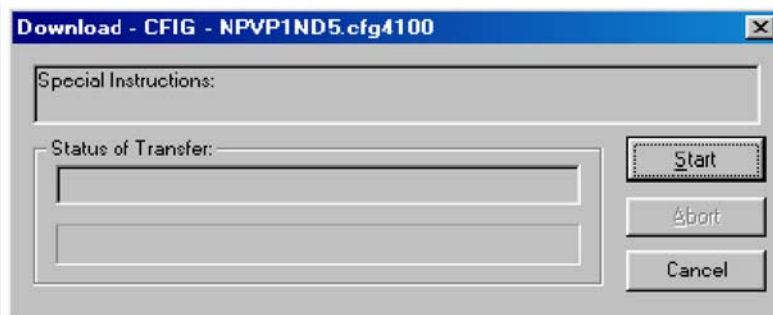 Download - CFIG - NPVP1ND5.cfg4100
Special Instructions:
Status of Transfer:
Start
Abort
Cancel